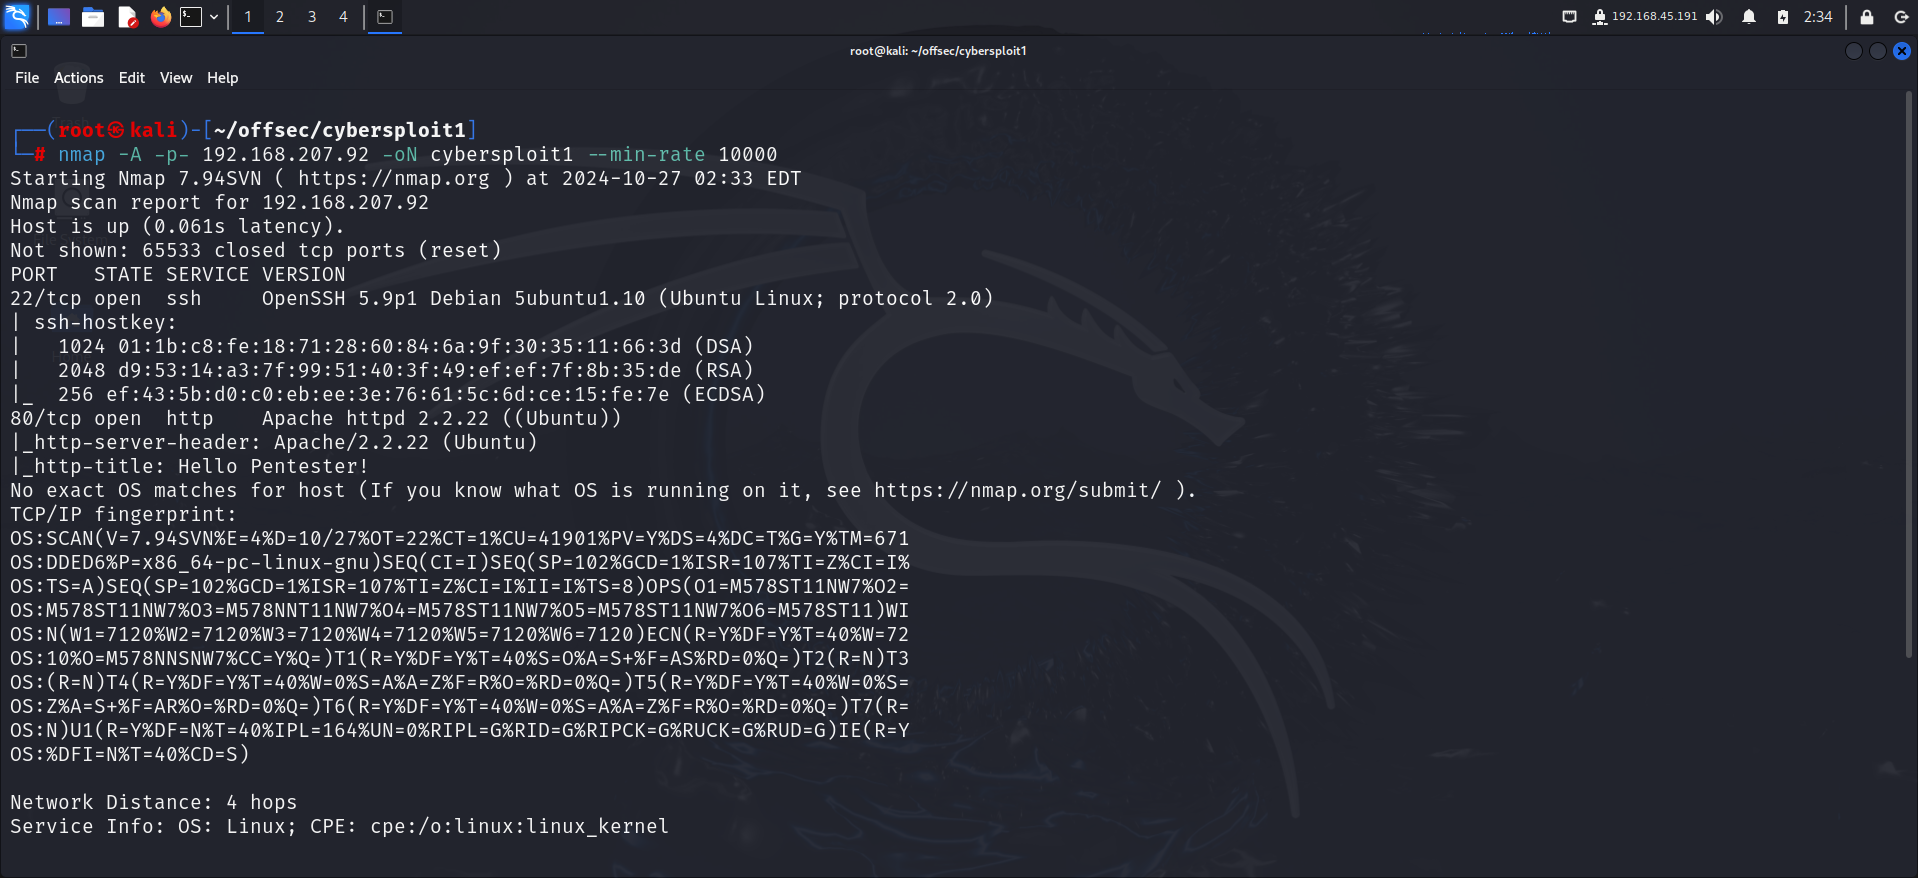 1 2 3 4 192.168.45.191 2:34
root@kali: ~/offsec/cybersploit1
File Actions Edit View Help
(root㉿kali)-[~/offsec/cybersploit1]
# nmap -A -p- 192.168.207.92 -oN cybersploit1 --min-rate 10000
Starting Nmap 7.94SVN ( https://nmap.org ) at 2024-10-27 02:33 EDT
Nmap scan report for 192.168.207.92
Host is up (0.061s latency).
Not shown: 65533 closed tcp ports (reset)
PORT   STATE SERVICE VERSION
22/tcp open  ssh     OpenSSH 5.9p1 Debian 5ubuntu1.10 (Ubuntu Linux; protocol 2.0)
| ssh-hostkey:
|   1024 01:1b:c8:fe:18:71:28:60:84:6a:9f:30:35:11:66:3d (DSA)
|   2048 d9:53:14:a3:7f:99:51:40:3f:49:ef:ef:7f:8b:35:de (RSA)
|_  256 ef:43:5b:d0:c0:eb:ee:3e:76:61:5c:6d:ce:15:fe:7e (ECDSA)
80/tcp open  http    Apache httpd 2.2.22 ((Ubuntu))
|_http-server-header: Apache/2.2.22 (Ubuntu)
|_http-title: Hello Pentester!
No exact OS matches for host (If you know what OS is running on it, see https://nmap.org/submit/ ).
TCP/IP fingerprint:
OS:SCAN(V=7.94SVN%E=4%D=10/27%OT=22%CT=1%CU=41901%PV=Y%DS=4%DC=T%G=Y%TM=671
OS:DDED6%P=x86_64-pc-linux-gnu)SEQ(CI=I)SEQ(SP=102%GCD=1%ISR=107%TI=Z%CI=I%
OS:TS=A)SEQ(SP=102%GCD=1%ISR=107%TI=Z%CI=I%II=I%TS=8)OPS(O1=M578ST11NW7%O2=
OS:M578ST11NW7%O3=M578NNT11NW7%O4=M578ST11NW7%O5=M578ST11NW7%O6=M578ST11)WI
OS:N(W1=7120%W2=7120%W3=7120%W4=7120%W5=7120%W6=7120)ECN(R=Y%DF=Y%T=40%W=72
OS:10%O=M578NNSNW7%CC=Y%Q=)T1(R=Y%DF=Y%T=40%S=O%A=S+%F=AS%RD=0%Q=)T2(R=N)T3
OS:(R=N)T4(R=Y%DF=Y%T=40%W=0%S=A%A=Z%F=R%O=%RD=0%Q=)T5(R=Y%DF=Y%T=40%W=0%S=
OS:Z%A=S+%F=AR%O=%RD=0%Q=)T6(R=Y%DF=Y%T=40%W=0%S=A%A=Z%F=R%O=%RD=0%Q=)T7(R=
OS:N)U1(R=Y%DF=N%T=40%IPL=164%UN=0%RIPL=G%RID=G%RIPCK=G%RUCK=G%RUD=G)IE(R=Y
OS:%DFI=N%T=40%CD=S)
Network Distance: 4 hops
Service Info: OS: Linux; CPE: cpe:/o:linux:linux_kernel